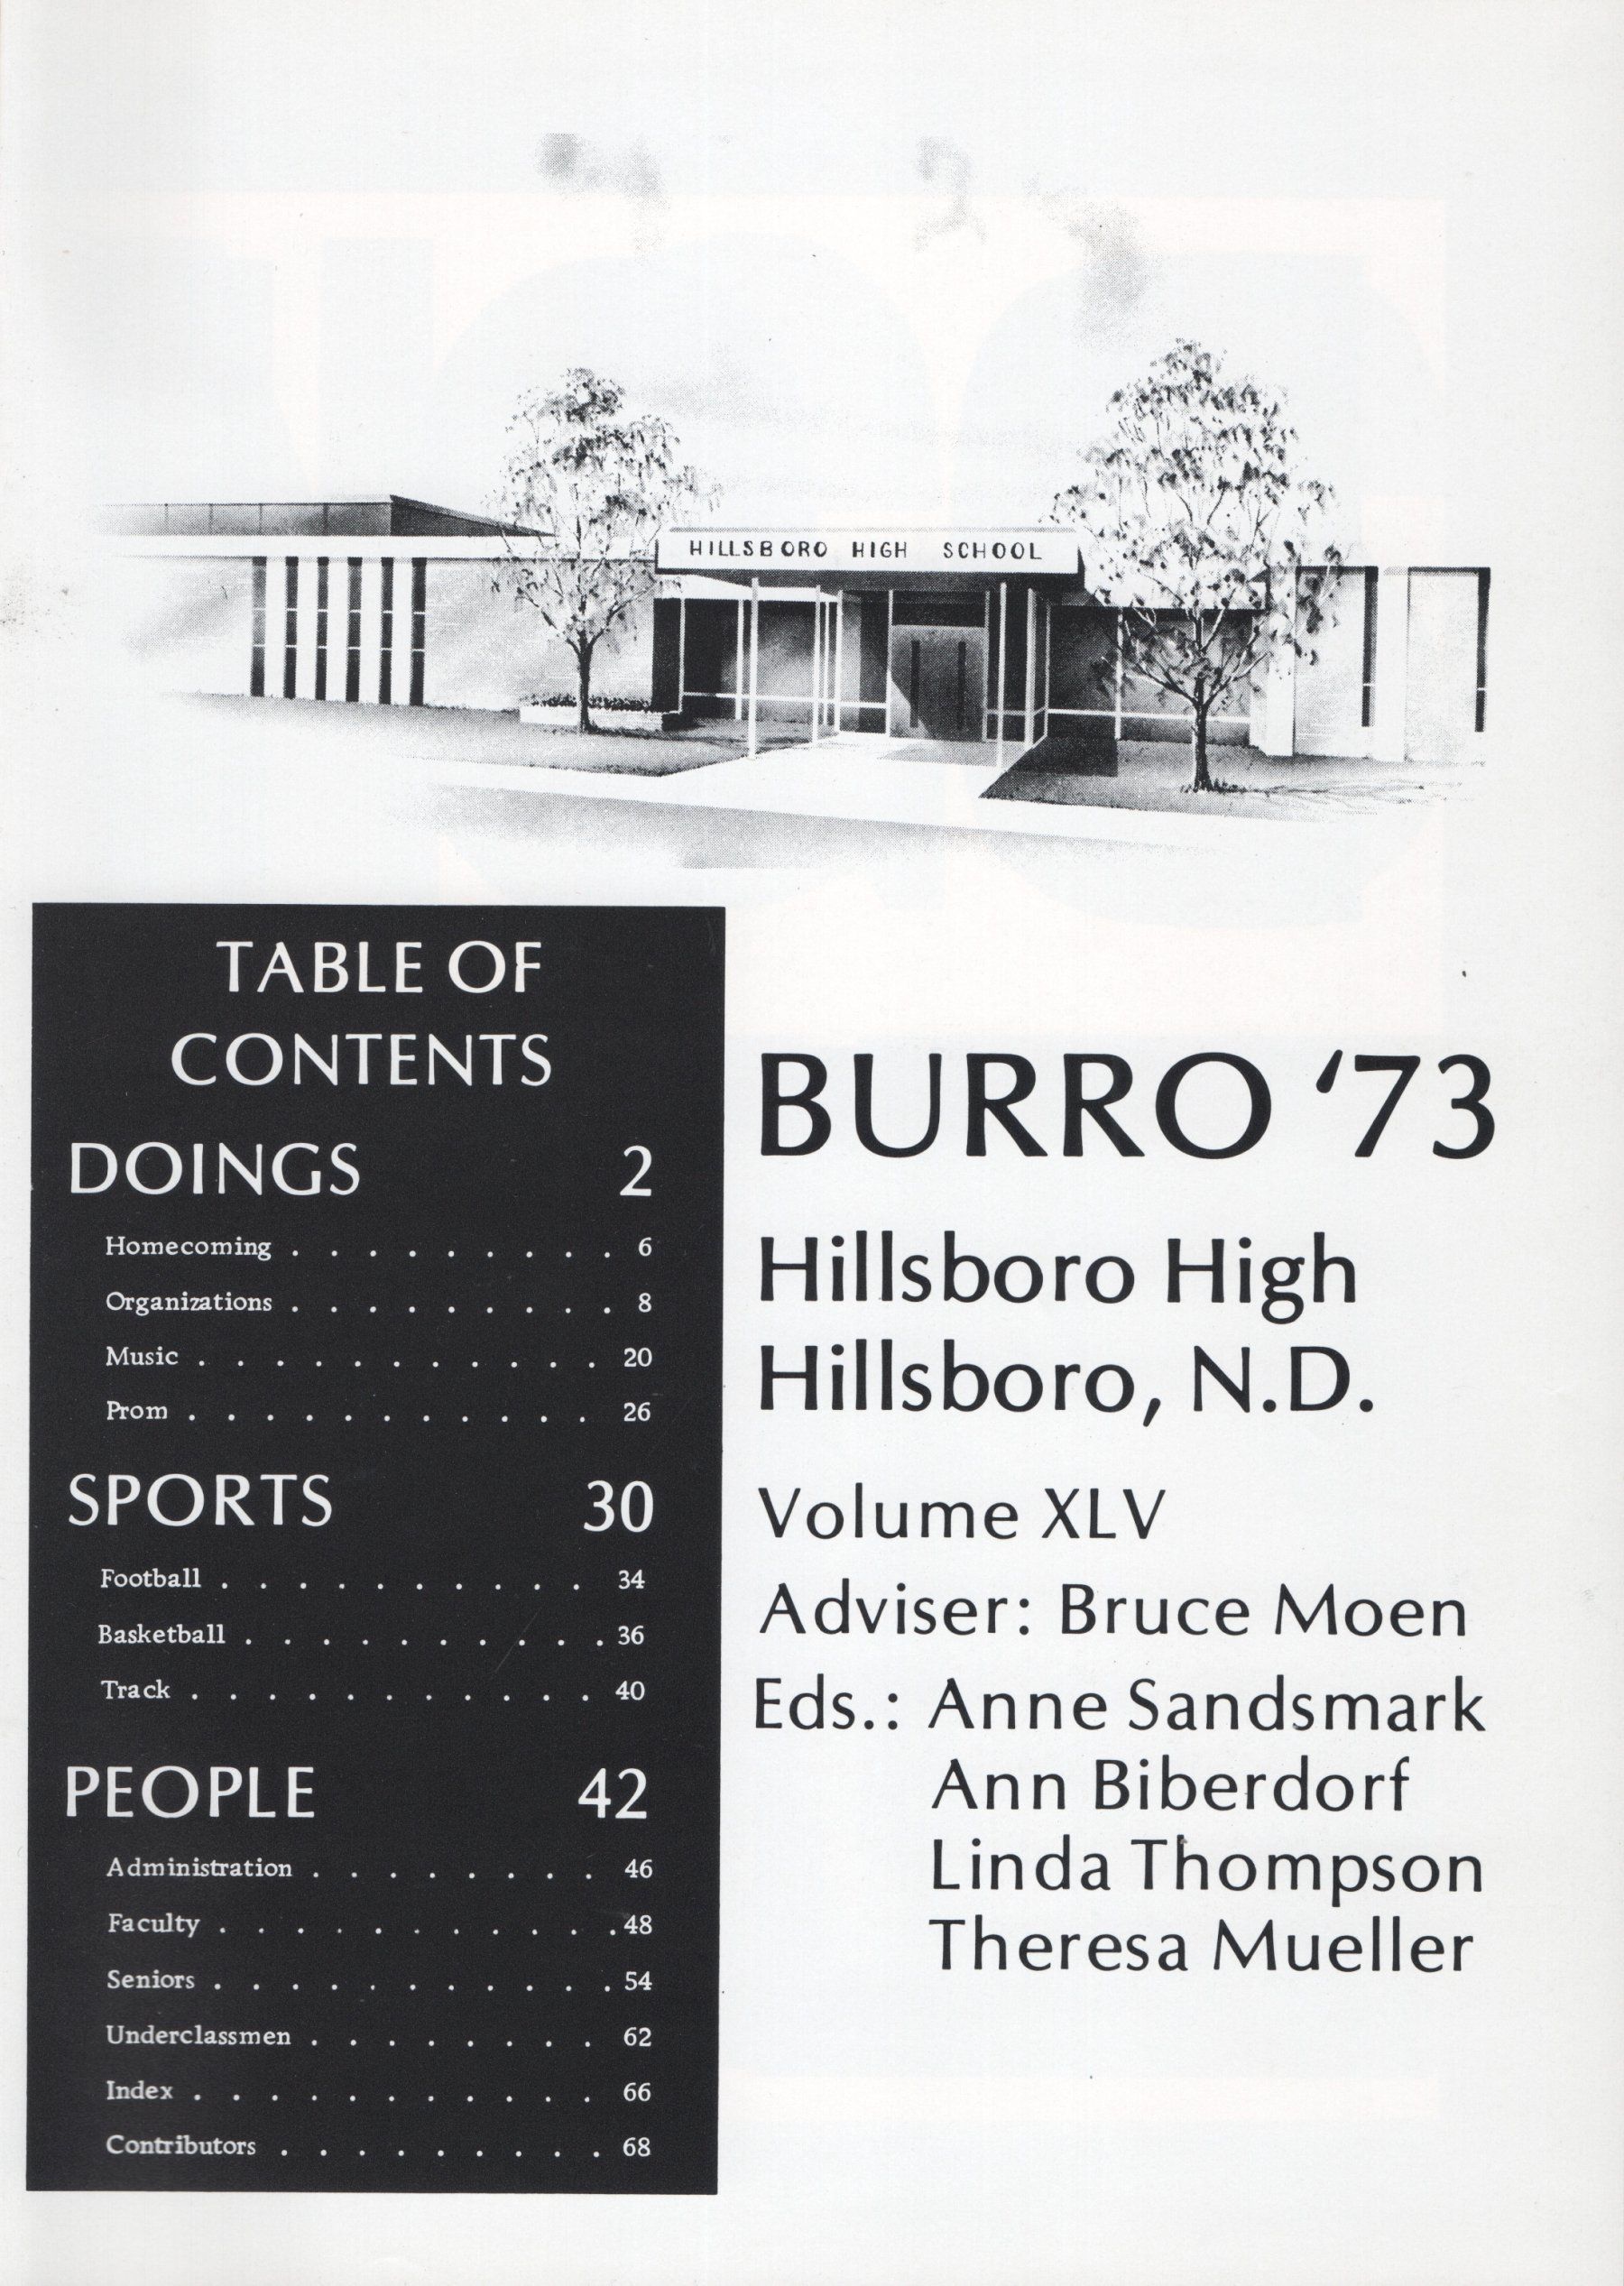 HILLSBORO HIGH SCHOOL
TABLE OF
CONTENTS
DOINGS 2
Homecoming . . . . . . . . . 6
Organizations . . . . . . . . . 8
Music . . . . . . . . . . . 20
Prom . . . . . . . . . . . 26
SPORTS 30
Football . . . . . . . . . . 34
Basketball . . . . . . . . . . 36
Track . . . . . . . . . . . 40
PEOPLE 42
Administration . . . . . . . . 46
Faculty . . . . . . . . . . . 48
Seniors . . . . . . . . . . . 54
Underclassmen . . . . . . . . 62
Index . . . . . . . . . . . 66
Contributors . . . . . . . . . 68
BURRO '73
Hillsboro High
Hillsboro, N.D.
Volume XLV
Adviser: Bruce Moen
Eds.: Anne Sandsmark
Ann Biberdorf
Linda Thompson
Theresa Mueller